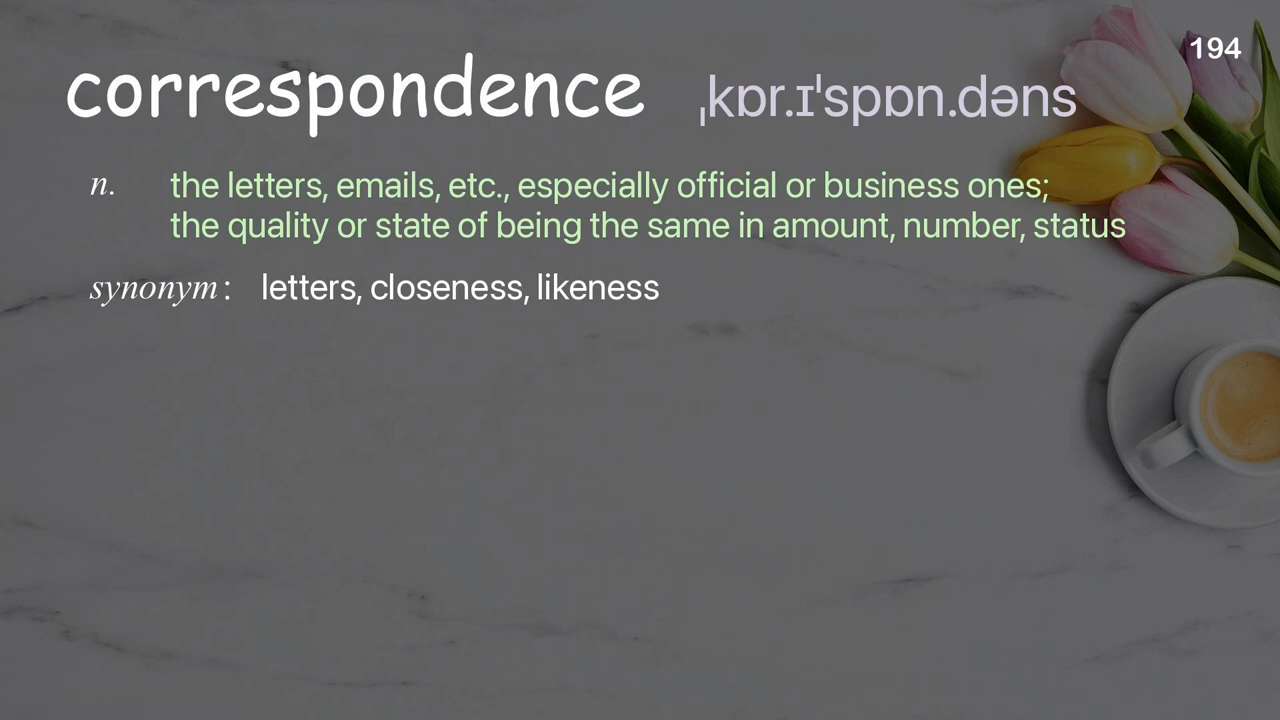 194
correspondence ˌkɒr.ɪˈspɒn.dəns
n. the letters, emails, etc., especially official or business ones;
the quality or state of being the same in amount, number, status
synonym: letters, closeness, likeness